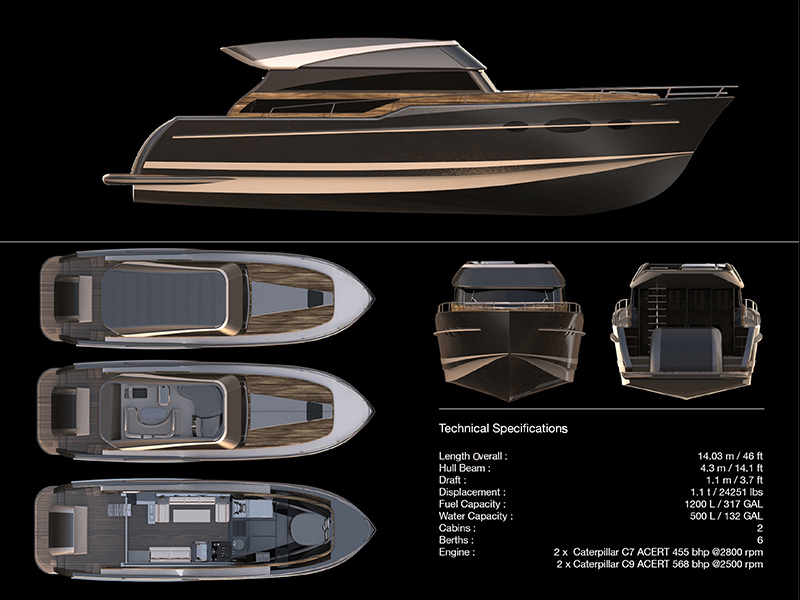 Technical Specifications
Length Overall : 14.03 m / 46 ft
Hull Beam : 4.3 m / 14.1 ft
Draft : 1.1 m / 3.7 ft
Displacement : 1.1 t / 24251 lbs
Fuel Capacity : 1200 L / 317 GAL
Water Capacity : 500 L / 132 GAL
Cabins : 2
Berths : 6
Engine : 2 x Caterpillar C7 ACERT 455 bhp @2800 rpm
2 x Caterpillar C9 ACERT 568 bhp @2500 rpm